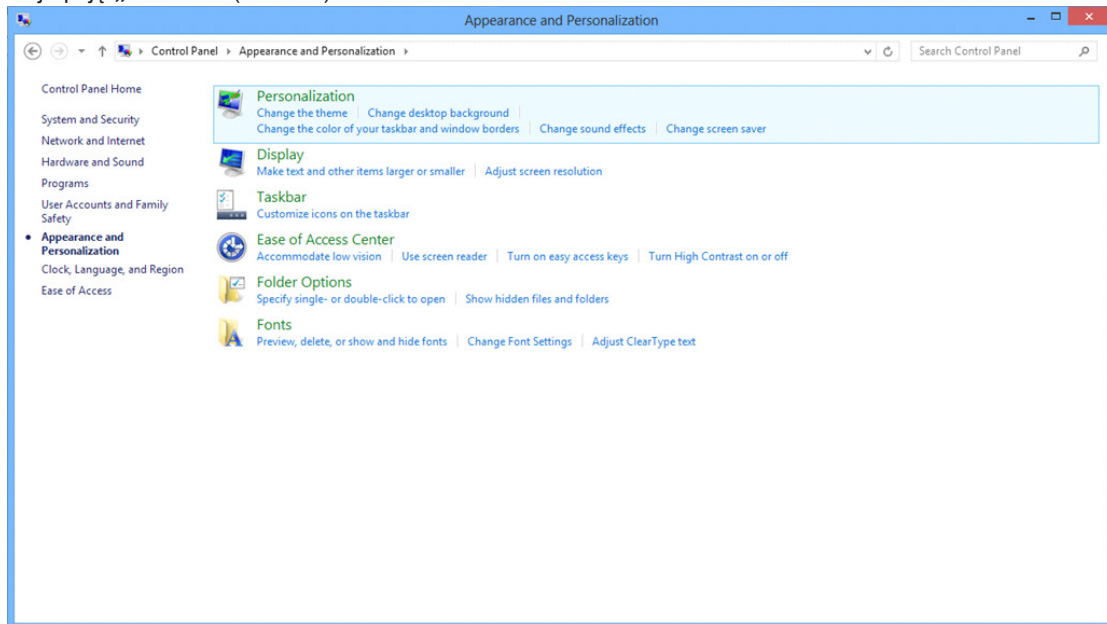 Appearance and Personalization
Control Panel Appearance and Personalization
Search Control Panel
Control Panel Home
System and Security
Network and Internet
Hardware and Sound
Programs
User Accounts and Family
Safety
Appearance and
Personalization
Clock, Language, and Region
Ease of Access
Personalization
Change the theme Change desktop background
Change the color of your taskbar and window borders Change sound effects Change screen saver
Display
Make text and other items larger or smaller Adjust screen resolution
Taskbar
Customize icons on the taskbar
Ease of Access Center
Accommodate low vision Use screen reader Turn on easy access keys Turn High Contrast on or off
Folder Options
Specify single- or double-click to open Show hidden files and folders
Fonts
Preview, delete, or show and hide fonts Change Font Settings Adjust ClearType text